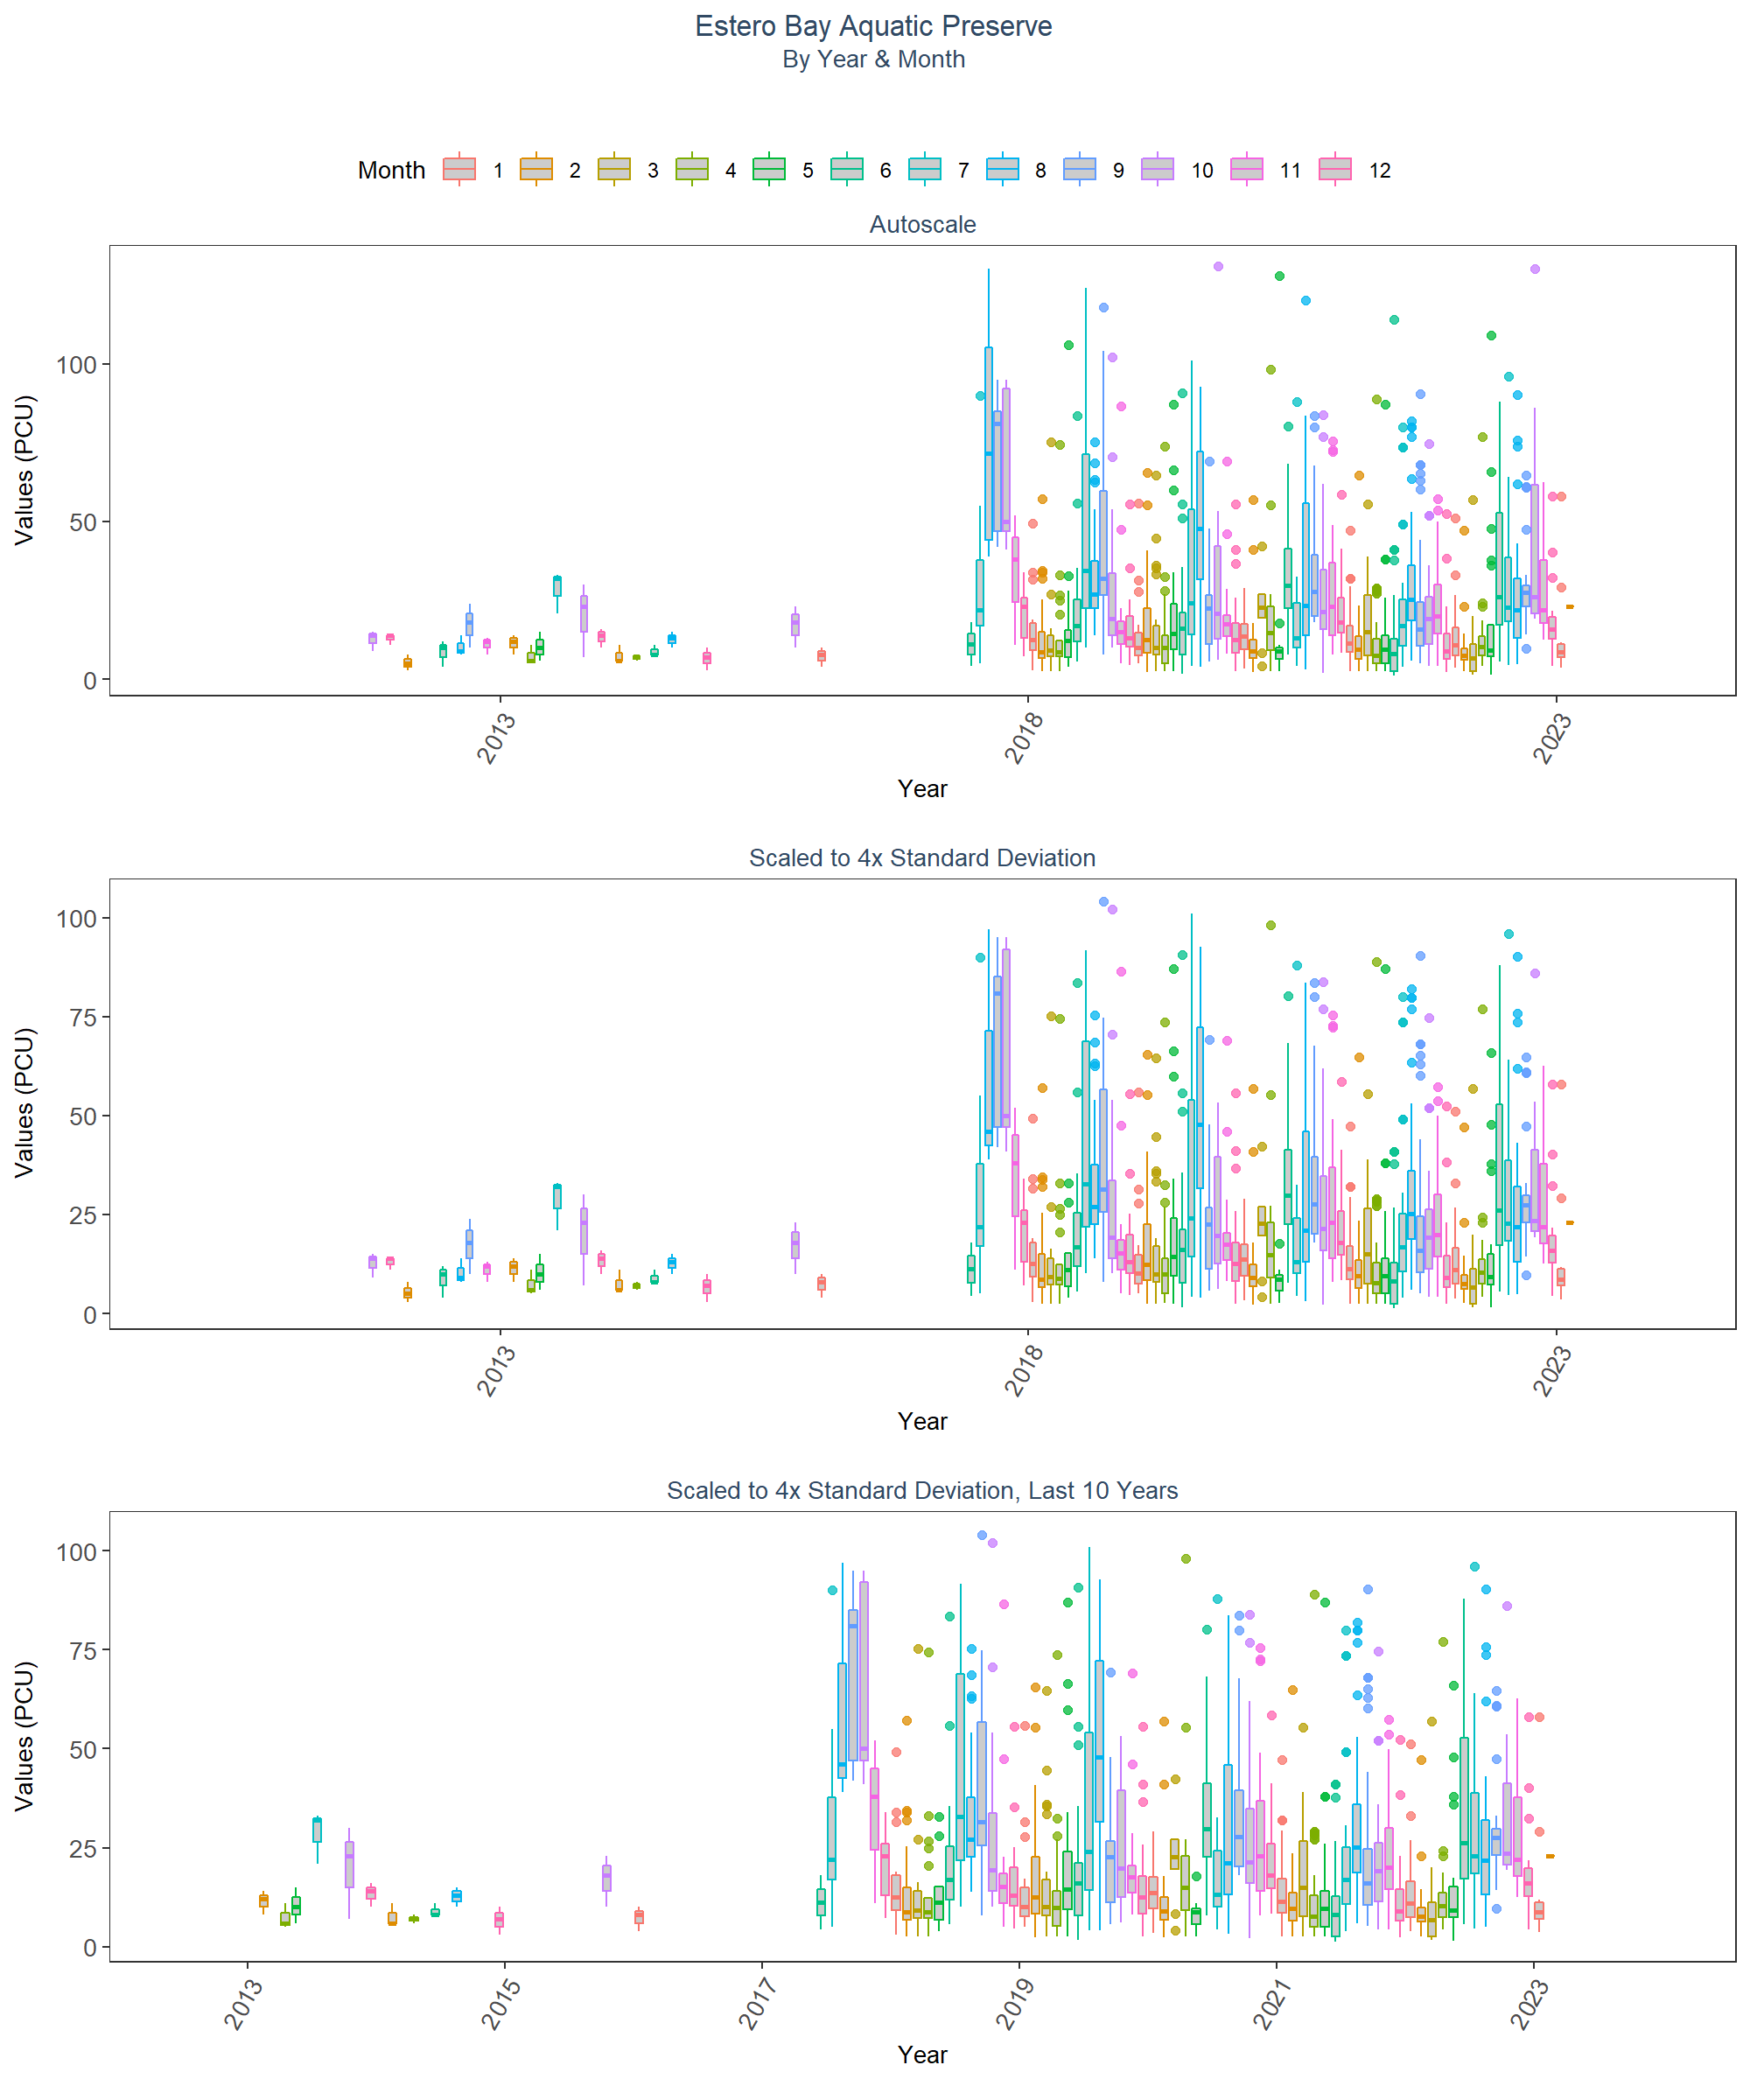 Estero Bay Aquatic Preserve
By Year & Month
Month 1 2 3 4 5 6 7 8 9 10 11 12
Autoscale
Values (PCU)
100
50
0
2013 2018 2023
Year
Scaled to 4x Standard Deviation
Values (PCU)
100
75
50
25
0
2013 2018 2023
Year
Scaled to 4x Standard Deviation, Last 10 Years
Values (PCU)
100
75
50
25
0
2013 2015 2017 2019 2021 2023
Year